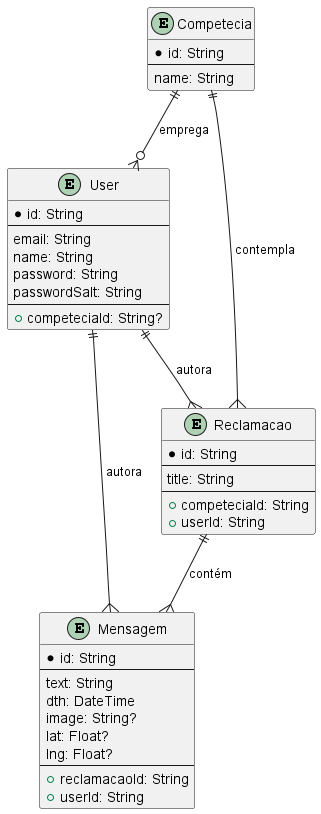 E Competecia
id: String
name: String
emprega
E User
id: String
email: String
name: String
password: String
passwordSalt: String
competeciaId: String?
contempla
autora
E Reclamacao
id: String
title: String
competeciaId: String
userId: String
autora
contém
E Mensagem
id: String
text: String
dth: DateTime
image: String?
lat: Float?
lng: Float?
reclamacaoId: String
userId: String